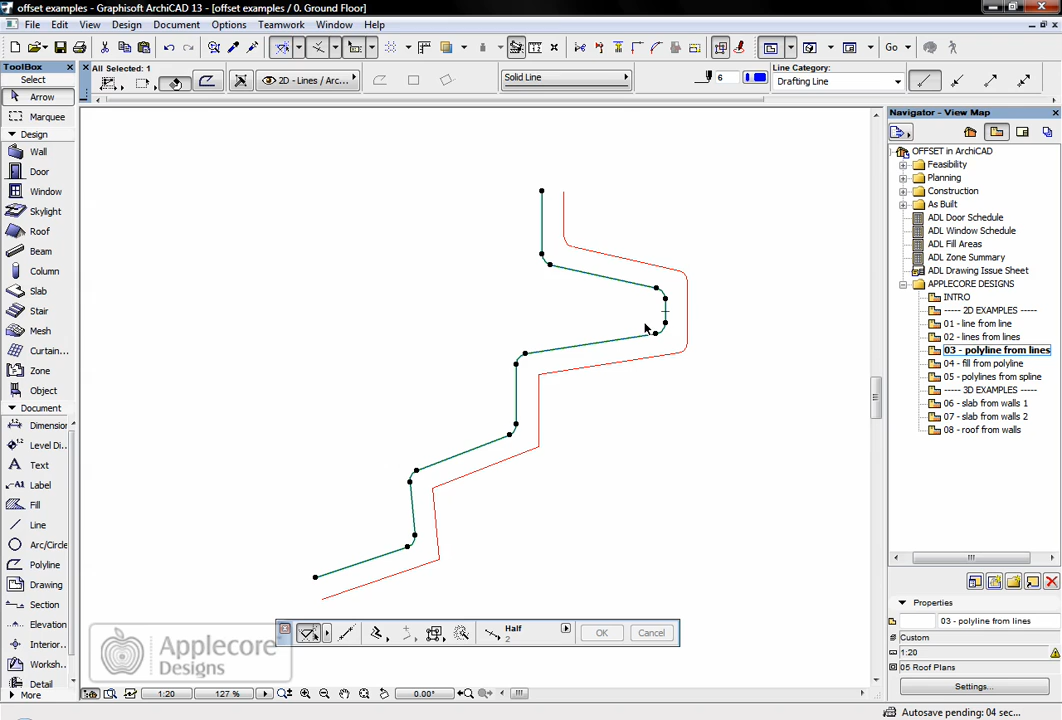 offset examples - Graphisoft ArchiCAD 13 - [offset examples / 0. Ground Floor]
File Edit View Design Document Options Teamwork Window Help
ToolBox
Select
Arrow
Marquee
Design
Wall
Door
Window
Skylight
Roof
Beam
Column
Slab
Stair
Mesh
Curtain...
Zone
Object
Document
Dimensio
Level Di...
Text
Label
Fill
Line
Arc/Circle
Polyline
Drawing
Section
Elevation
Interior...
Worksh...
Detail
More
All Selected: 1
2D - Lines / Arc...
Solid Line
6
Line Category:
Drafting Line
Half
2
OK
Cancel
Applecore
Designs
1:20
127 %
0.00°
Navigator - View Map
OFFSET in ArchiCAD
Feasibility
Planning
Construction
As Built
ADL Door Schedule
ADL Window Schedule
ADL Fill Areas
ADL Zone Summary
ADL Drawing Issue Sheet
APPLECORE DESIGNS
INTRO
----- 2D EXAMPLES -----
01 - line from line
02 - lines from lines
03 - polyline from lines
04 - fill from polyline
05 - polylines from spline
----- 3D EXAMPLES -----
06 - slab from walls 1
07 - slab from walls 2
08 - roof from walls
Properties
03 - polyline from lines
Custom
1:20
05 Roof Plans
Settings...
Autosave pending: 04 sec...